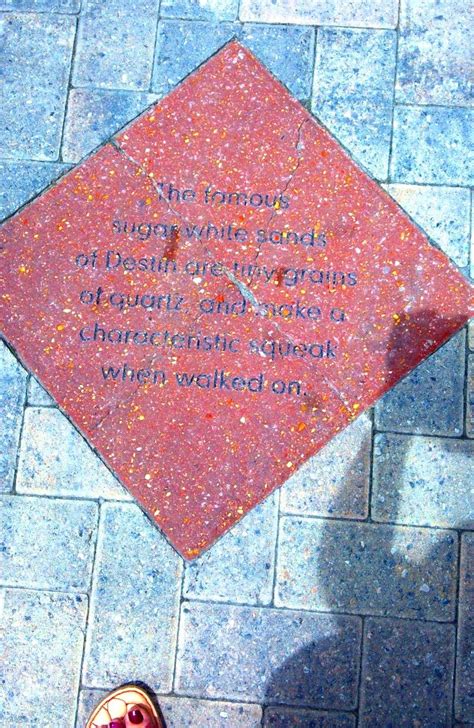 The famous
sugar white sands
of Destin are tiny grains
of quartz, and make a
characteristic squeak
when walked on.